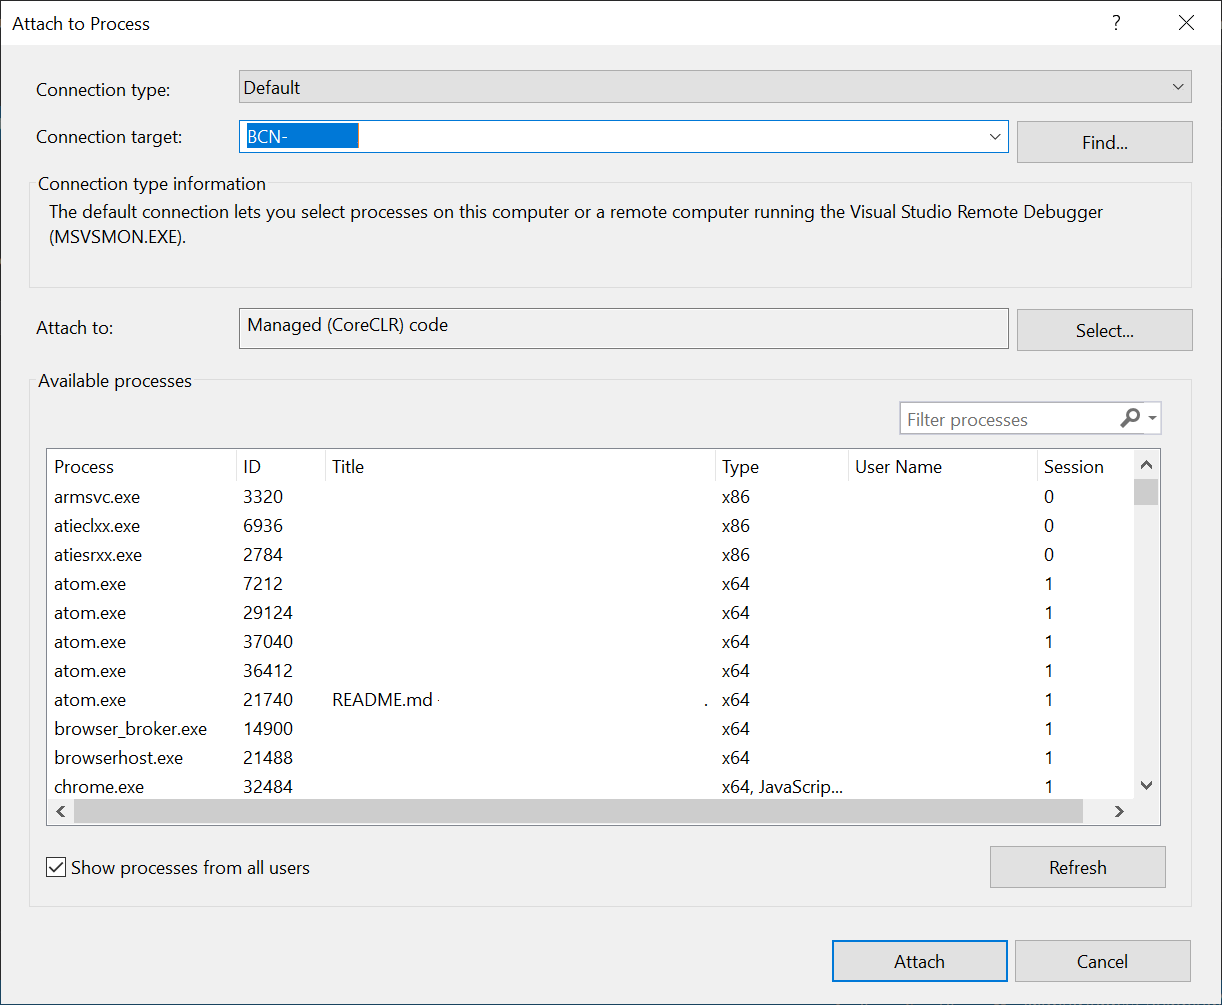 Attach to Process
?
Connection type: Default
Connection target: BCN- Find...
Connection type information
The default connection lets you select processes on this computer or a remote computer running the Visual Studio Remote Debugger
(MSVSMON.EXE).
Attach to: Managed (CoreCLR) code Select...
Available processes
Filter processes
Process ID Title Type User Name Session
armsvc.exe 3320 x86 0
atieclxx.exe 6936 x86 0
atiesrxx.exe 2784 x86 0
atom.exe 7212 x64 1
atom.exe 29124 x64 1
atom.exe 37040 x64 1
atom.exe 36412 x64 1
atom.exe 21740 README.md x64 1
browser_broker.exe 14900 x64 1
browserhost.exe 21488 x64 1
chrome.exe 32484 x64, JavaScrip... 1
Show processes from all users Refresh
Attach Cancel